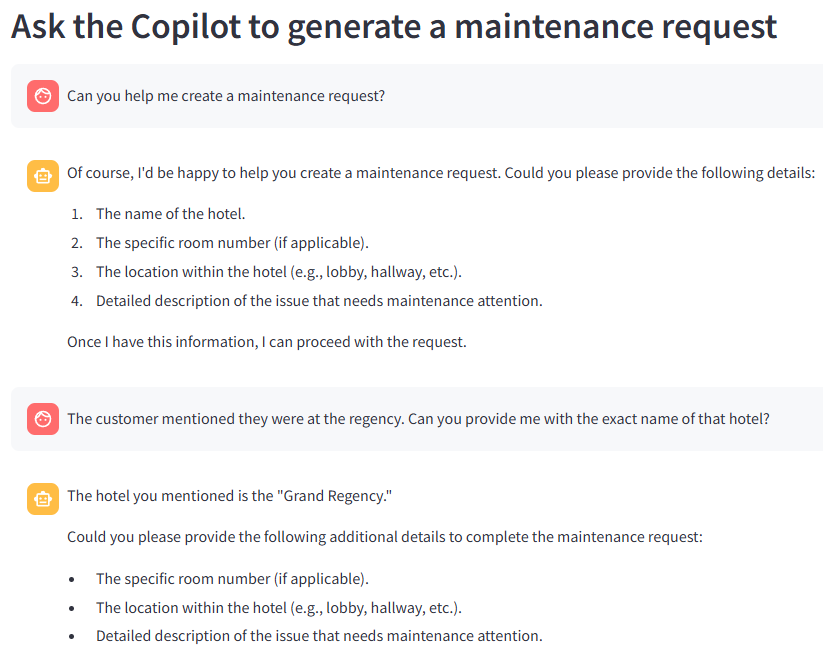 Ask the Copilot to generate a maintenance request
Can you help me create a maintenance request?
Of course, I'd be happy to help you create a maintenance request. Could you please provide the following details:
1. The name of the hotel.
2. The specific room number (if applicable).
3. The location within the hotel (e.g., lobby, hallway, etc.).
4. Detailed description of the issue that needs maintenance attention.
Once I have this information, I can proceed with the request.
The customer mentioned they were at the regency. Can you provide me with the exact name of that hotel?
The hotel you mentioned is the "Grand Regency."
Could you please provide the following additional details to complete the maintenance request:
• The specific room number (if applicable).
• The location within the hotel (e.g., lobby, hallway, etc.).
• Detailed description of the issue that needs maintenance attention.